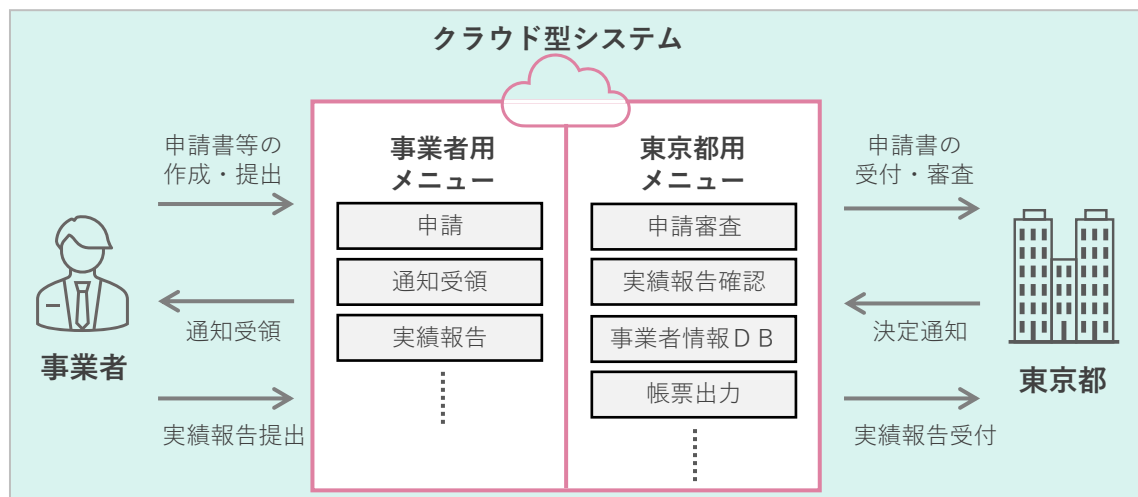 クラウド型システム
申請書等の
作成・提出
通知受領
事業者
実績報告提出
事業者用
メニュー
申請
通知受領
実績報告
東京都用
メニュー
申請審査
実績報告確認
事業者情報ＤＢ
帳票出力
申請書の
受付・審査
決定通知
東京都
実績報告受付